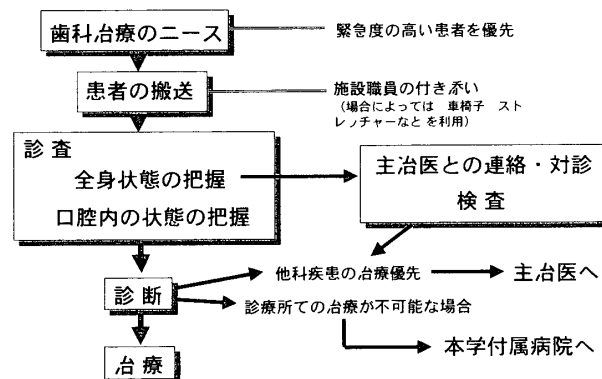 歯科治療のニース
緊急度の高い患者を優先
患者の搬送
施設職員の付き添い
（場合によっては 車椅子 スト
レッチャーなと を利用）
診査
全身状態の把握
口腔内の状態の把握
主冶医との連絡・対診
検査
他科疾患の治療優先
主冶医へ
診断
診療所ての治療が不可能な場合
本学付属病院へ
冶療